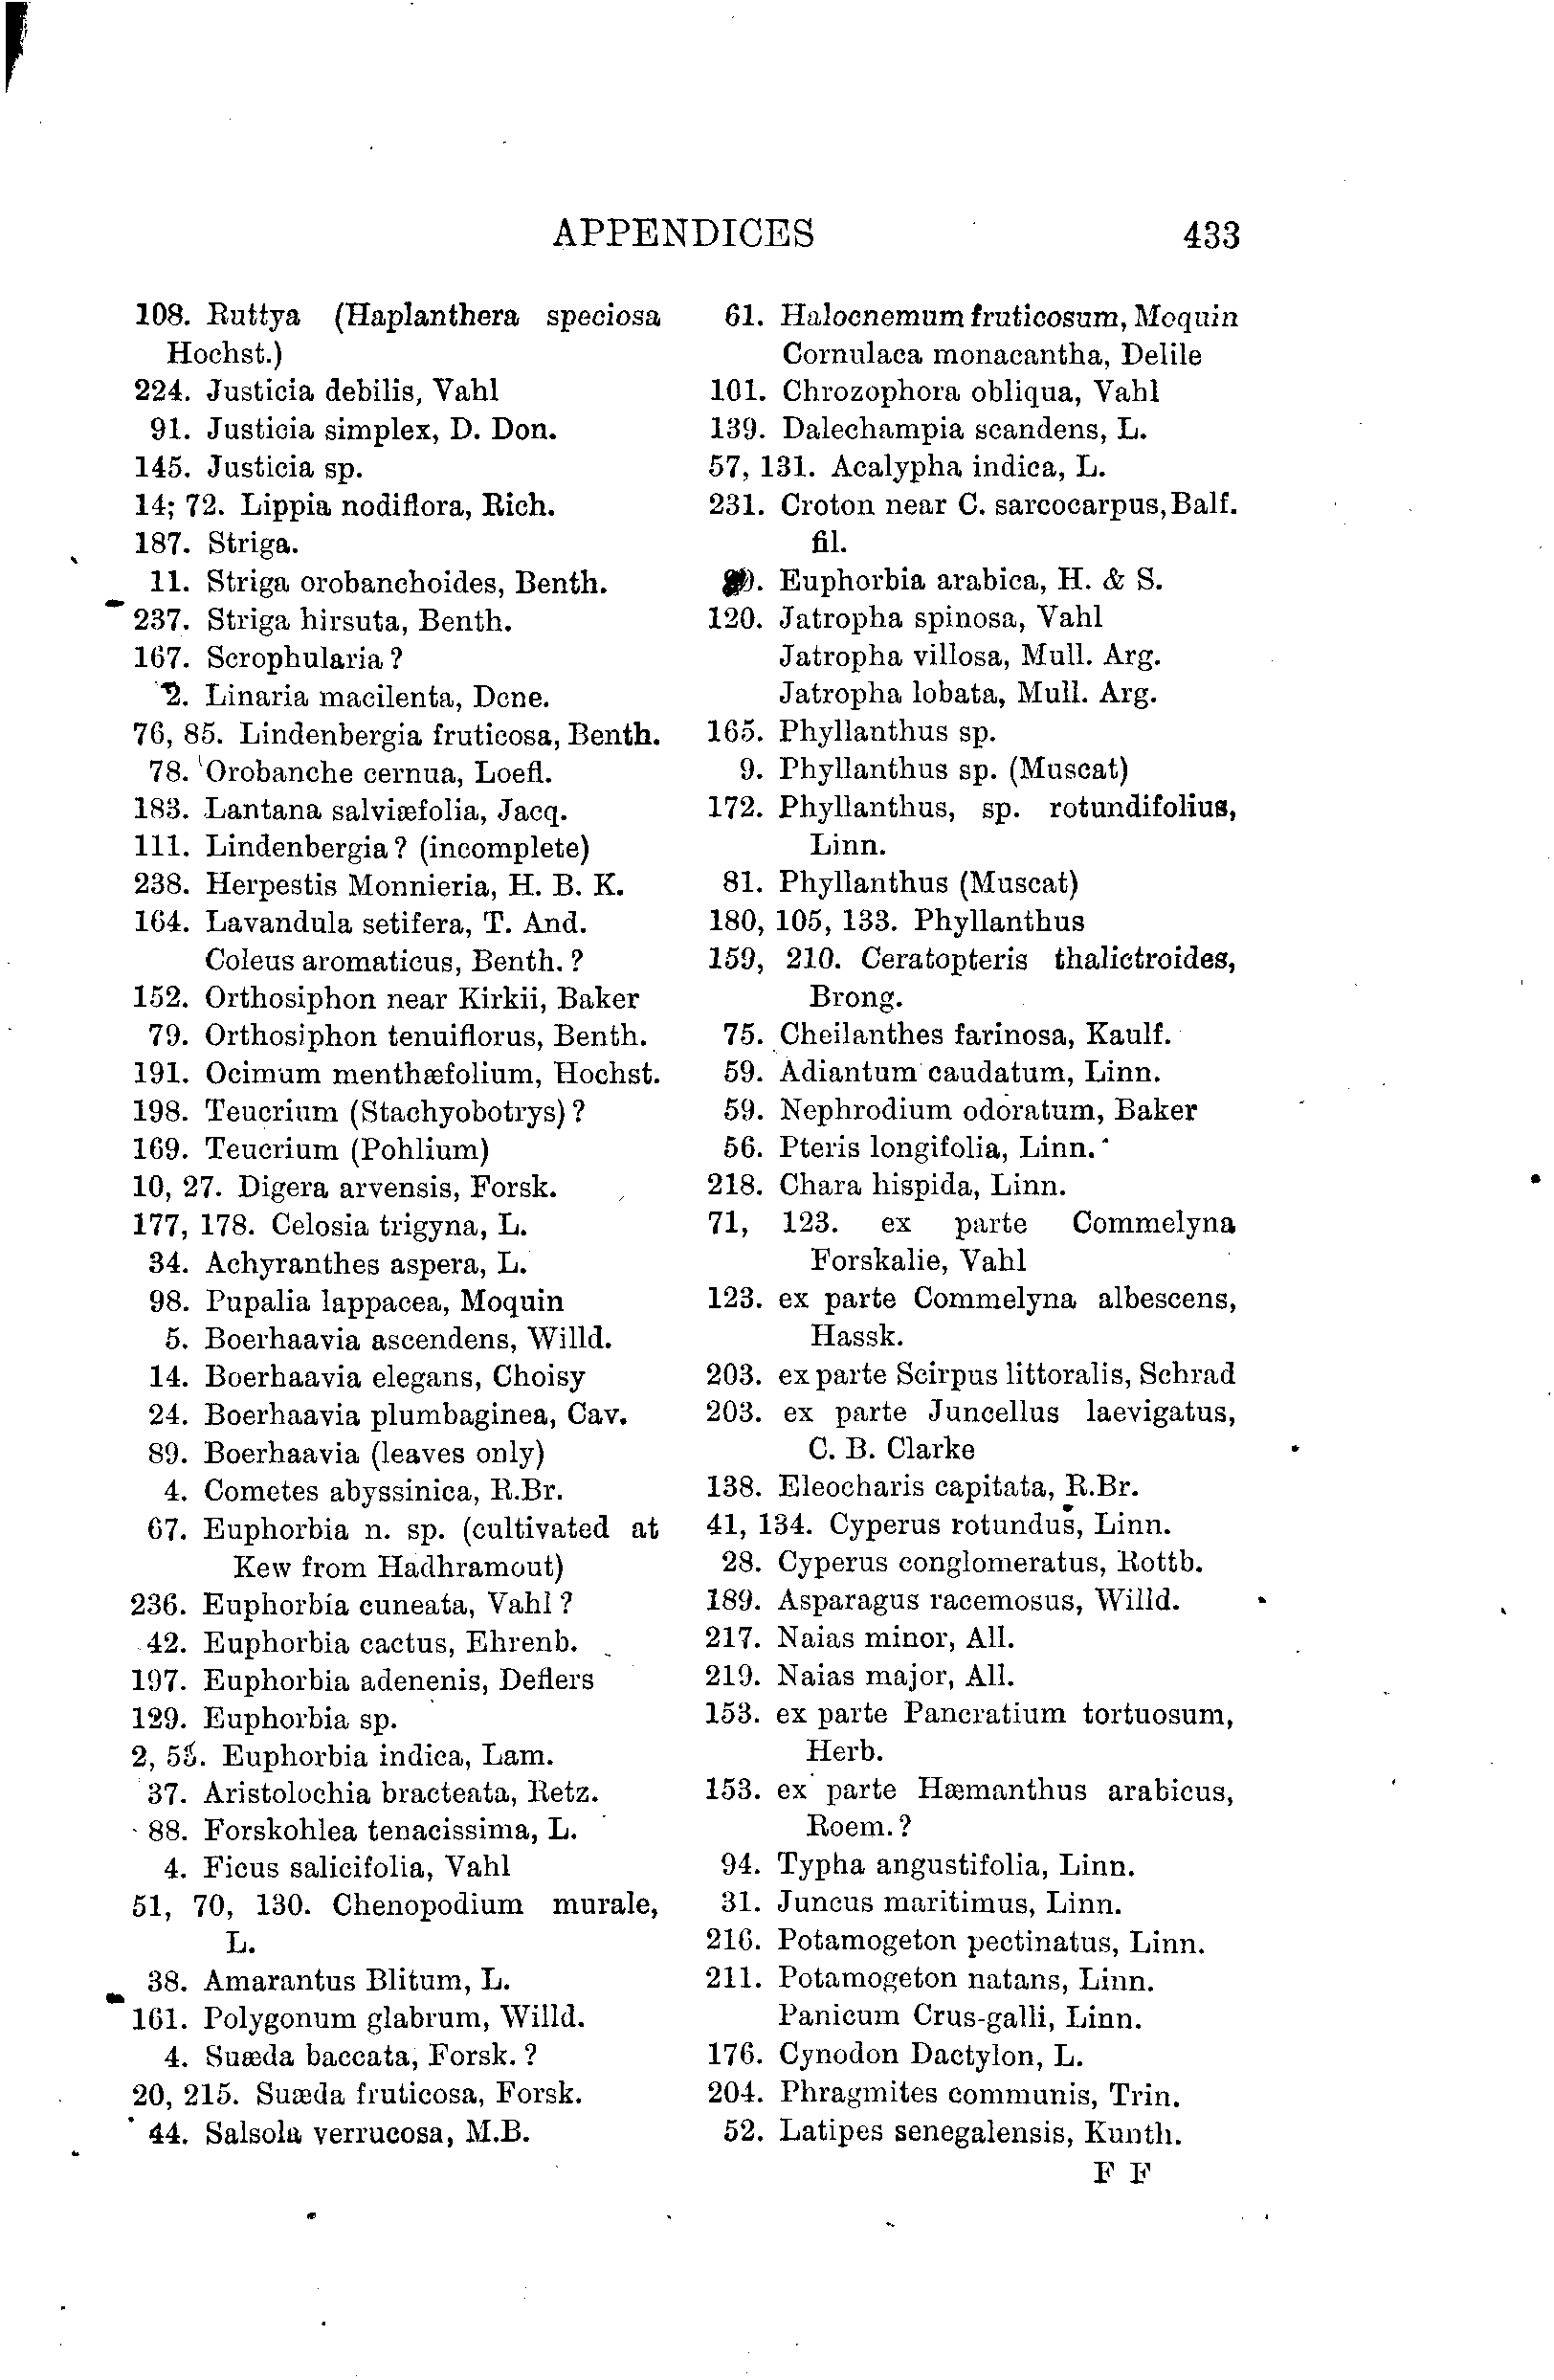 APPENDICES 433
108. Ruttya (Haplanthera speciosa
Hochst.)
224. Justicia debilis, Vahl
91. Justicia simplex, D. Don.
145. Justicia sp.
14; 72. Lippia nodiflora, Rich.
187. Striga.
11. Striga orobanchoides, Benth.
237. Striga hirsuta, Benth.
167. Scrophularia ?
2. Linaria macilenta, Dcne.
76, 85. Lindenbergia fruticosa, Benth.
78. Orobanche cernua, Loefl.
183. Lantana salviæfolia, Jacq.
111. Lindenbergia ? (incomplete)
238. Herpestis Monnieria, H. B. K.
164. Lavandula setifera, T. And.
Coleus aromaticus, Benth. ?
152. Orthosiphon near Kirkii, Baker
79. Orthosiphon tenuiflorus, Benth.
191. Ocimum menthæfolium, Hochst.
198. Teucrium (Stachyobotrys) ?
169. Teucrium (Pohlium)
10, 27. Digera arvensis, Forsk.
177, 178. Celosia trigyna, L.
34. Achyranthes aspera, L.
98. Pupalia lappacea, Moquin
5. Boerhaavia ascendens, Willd.
14. Boerhaavia elegans, Choisy
24. Boerhaavia plumbaginea, Cav.
89. Boerhaavia (leaves only)
4. Cometes abyssinica, R.Br.
67. Euphorbia n. sp. (cultivated at
Kew from Hadhramout)
236. Euphorbia cuneata, Vahl ?
42. Euphorbia cactus, Ehrenb.
197. Euphorbia adenenis, Deflers
129. Euphorbia sp.
2, Euphorbia indica, Lam.
37. Aristolochia bracteata, Retz.
88. Forskohlea tenacissima, L.
4. Ficus salicifolia, Vahl
51, 70, 130. Chenopodium murale,
L.
38. Amarantus Blitum, L.
161. Polygonum glabrum, Willd.
4. Suæda baccata, Forsk. ?
20, 215. Suæda fruticosa, Forsk.
44. Salsola verrucosa, M.B.
61. Halocnemum fruticosum, Moquin
Cornulaca monacantha, Delile
101. Chrozophora obliqua, Vahl
139. Dalechampia scandens, L.
57, 131. Acalypha indica, L.
231. Croton near C. sarcocarpus, Balf.
fil.
Euphorbia arabica, H. & S.
120. Jatropha spinosa, Vahl
Jatropha villosa, Mull. Arg.
Jatropha lobata, Mull. Arg.
165. Phyllanthus sp.
9. Phyllanthus sp. (Muscat)
172. Phyllanthus, sp. rotundifolius,
Linn.
81. Phyllanthus (Muscat)
180, 105, 133. Phyllanthus
159, 210. Ceratopteris thalictroides,
Brong.
75. Cheilanthes farinosa, Kaulf.
59. Adiantum caudatum, Linn.
59. Nephrodium odoratum, Baker
56. Pteris longifolia, Linn.
218. Chara hispida, Linn.
71, 123. ex parte Commelyna
Forskalie, Vahl
123. ex parte Commelyna albescens,
Hassk.
203. ex parte Scirpus littoralis, Schrad
203. ex parte Juncellus laevigatus,
C. B. Clarke
138. Eleocharis capitata, R.Br.
41, 134. Cyperus rotundus, Linn.
28. Cyperus conglomeratus, Rottb.
189. Asparagus racemosus, Willd.
217. Naias minor, All.
219. Naias major, All.
153. ex parte Pancratium tortuosum,
Herb.
153. ex parte Hæmanthus arabicus,
Roem. ?
94. Typha angustifolia, Linn.
31. Juncus maritimus, Linn.
216. Potamogeton pectinatus, Linn.
211. Potamogeton natans, Linn.
Panicum Crus-galli, Linn.
176. Cynodon Dactylon, L.
204. Phragmites communis, Trin.
52. Latipes senegalensis, Kunth.
F F